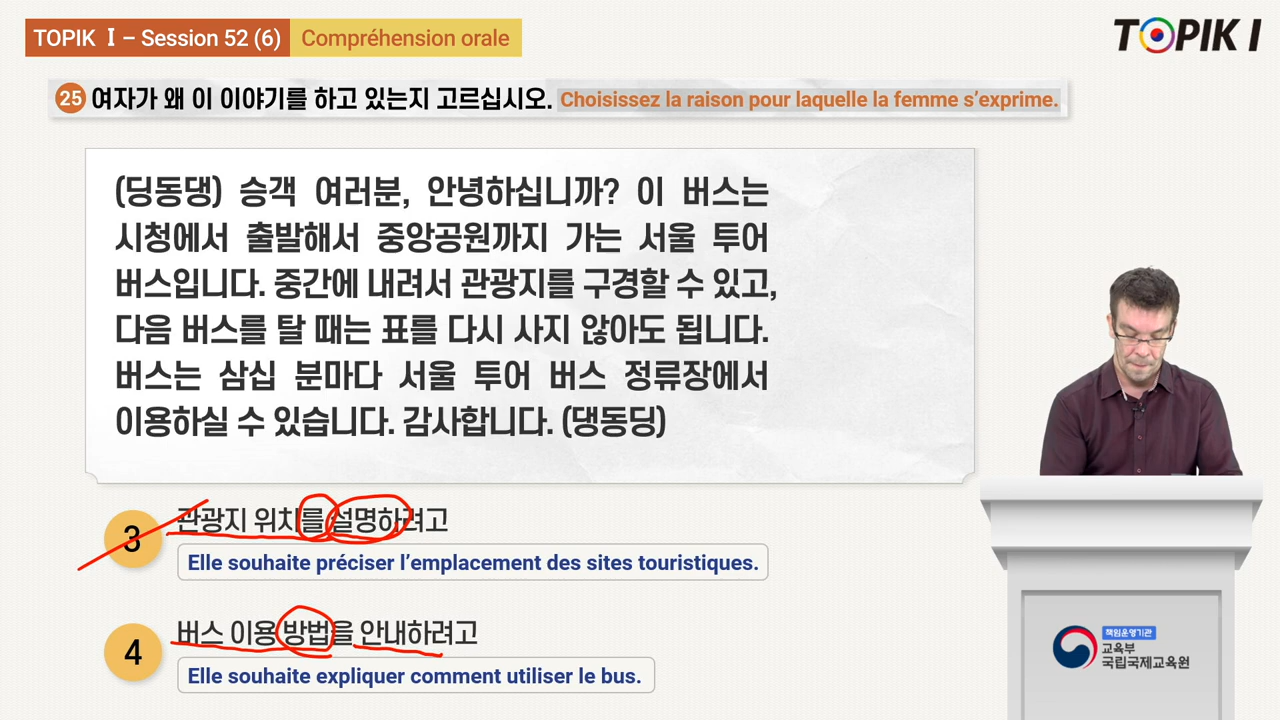 TOPIK I – Session 52 (6) Compréhension orale
TOPIK I
25 여자가 왜 이 이야기를 하고 있는지 고르십시오. Choisissez la raison pour laquelle la femme s'exprime.
(딩동댕) 승객 여러분, 안녕하십니까? 이 버스는
시청에서 출발해서 중앙공원까지 가는 서울 투어
버스입니다. 중간에 내려서 관광지를 구경할 수 있고,
다음 버스를 탈 때는 표를 다시 사지 않아도 됩니다.
버스는 삼십 분마다 서울 투어 버스 정류장에서
이용하실 수 있습니다. 감사합니다. (댕동딩)
3 관광지 위치를 설명하려고
Elle souhaite préciser l'emplacement des sites touristiques.
4 버스 이용 방법을 안내하려고
Elle souhaite expliquer comment utiliser le bus.
책임운영기관
교육부
국립국제교육원